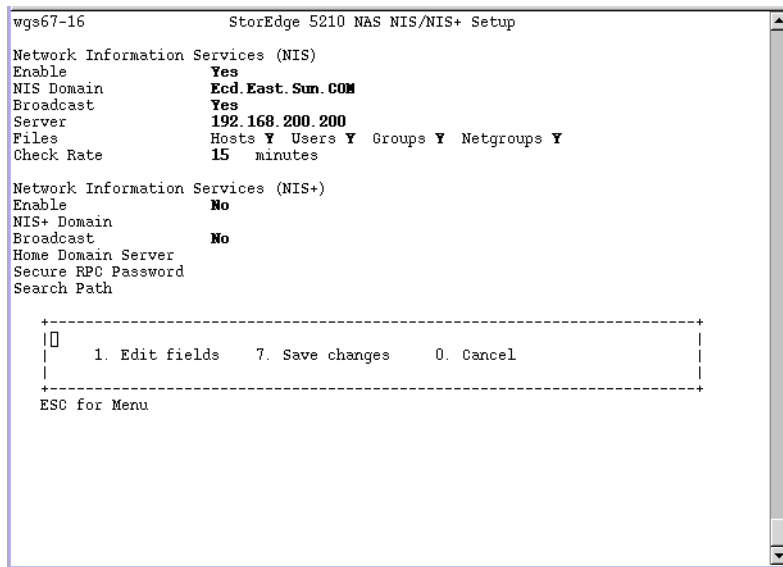 wgs67-16 StorEdge 5210 NAS NIS/NIS+ Setup
Network Information Services (NIS)
Enable Yes
NIS Domain Ecd.East.Sun.COM
Broadcast Yes
Server 192.168.200.200
Files Hosts Y Users Y Groups Y Netgroups Y
Check Rate 15 minutes
Network Information Services (NIS+)
Enable No
NIS+ Domain
Broadcast No
Home Domain Server
Secure RPC Password
Search Path
1. Edit fields 7. Save changes 0. Cancel
ESC for Menu